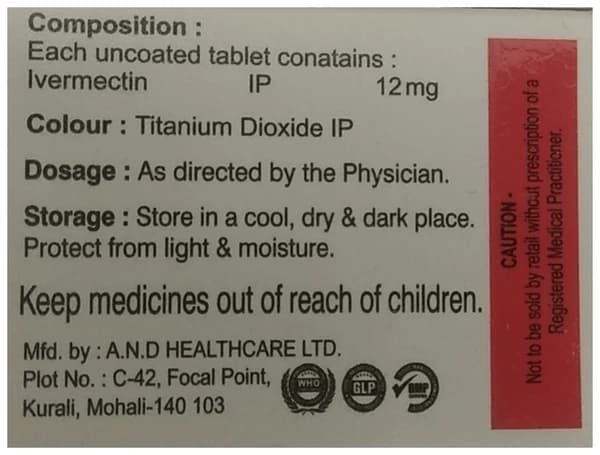 Composition :
Each uncoated tablet conatains :
Ivermectin IP 12mg
Colour : Titanium Dioxide IP
Dosage : As directed by the Physician.
Storage : Store in a cool, dry & dark place.
Protect from light & moisture.
Keep medicines out of reach of children.
Mfd. by : A.N.D HEALTHCARE LTD.
Plot No. : C-42, Focal Point,
Kurali, Mohali-140 103
WHO
GLP
GMP
CAUTION -
Not to be sold by retail without prescription of a
Registered Medical Practitioner.